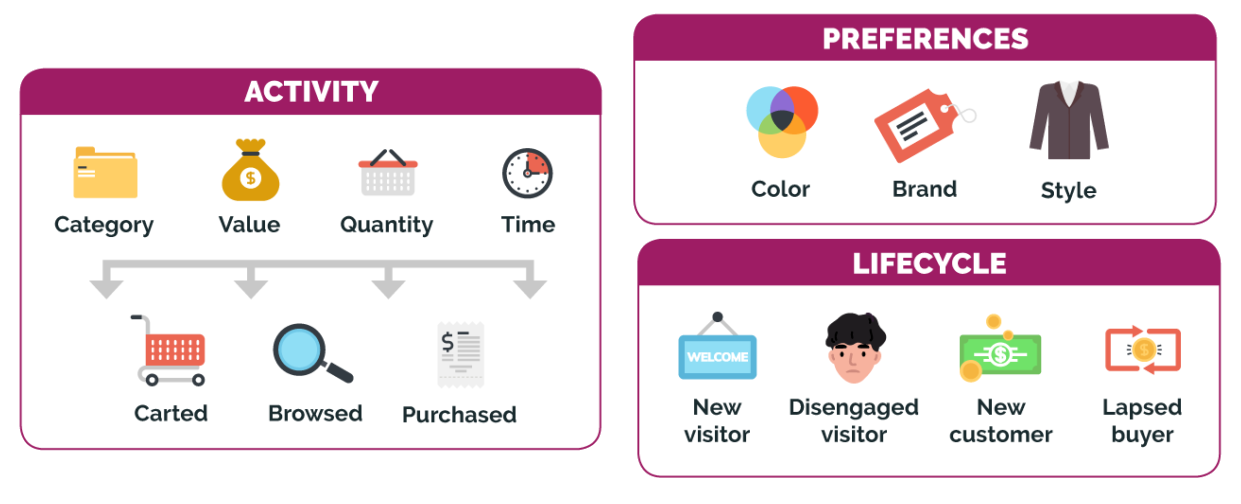 ACTIVITY
Category Value Quantity Time
Carted Browsed Purchased
PREFERENCES
Color Brand Style
LIFECYCLE
WELCOME
New Disengaged New Lapsed
visitor visitor customer buyer